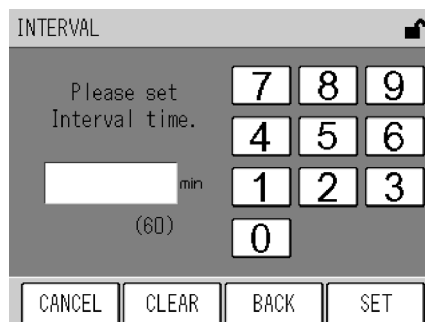 INTERVAL
Please set
Interval time.
min
(60)
7 8 9
4 5 6
1 2 3
0
CANCEL CLEAR BACK SET